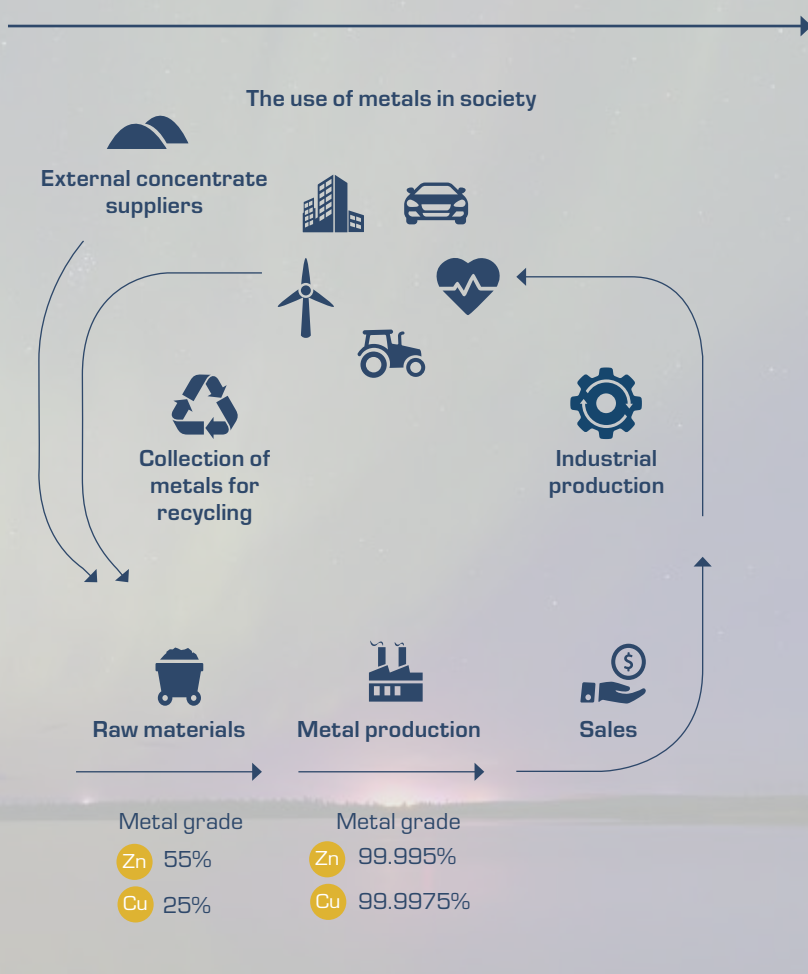 The use of metals in society
External concentrate
suppliers
Collection of
metals for
recycling
Industrial
production
$
Raw materials
Metal production
Sales
Metal grade
Zn 55%
Cu 25%
Metal grade
Zn 99.995%
Cu 99.9975%